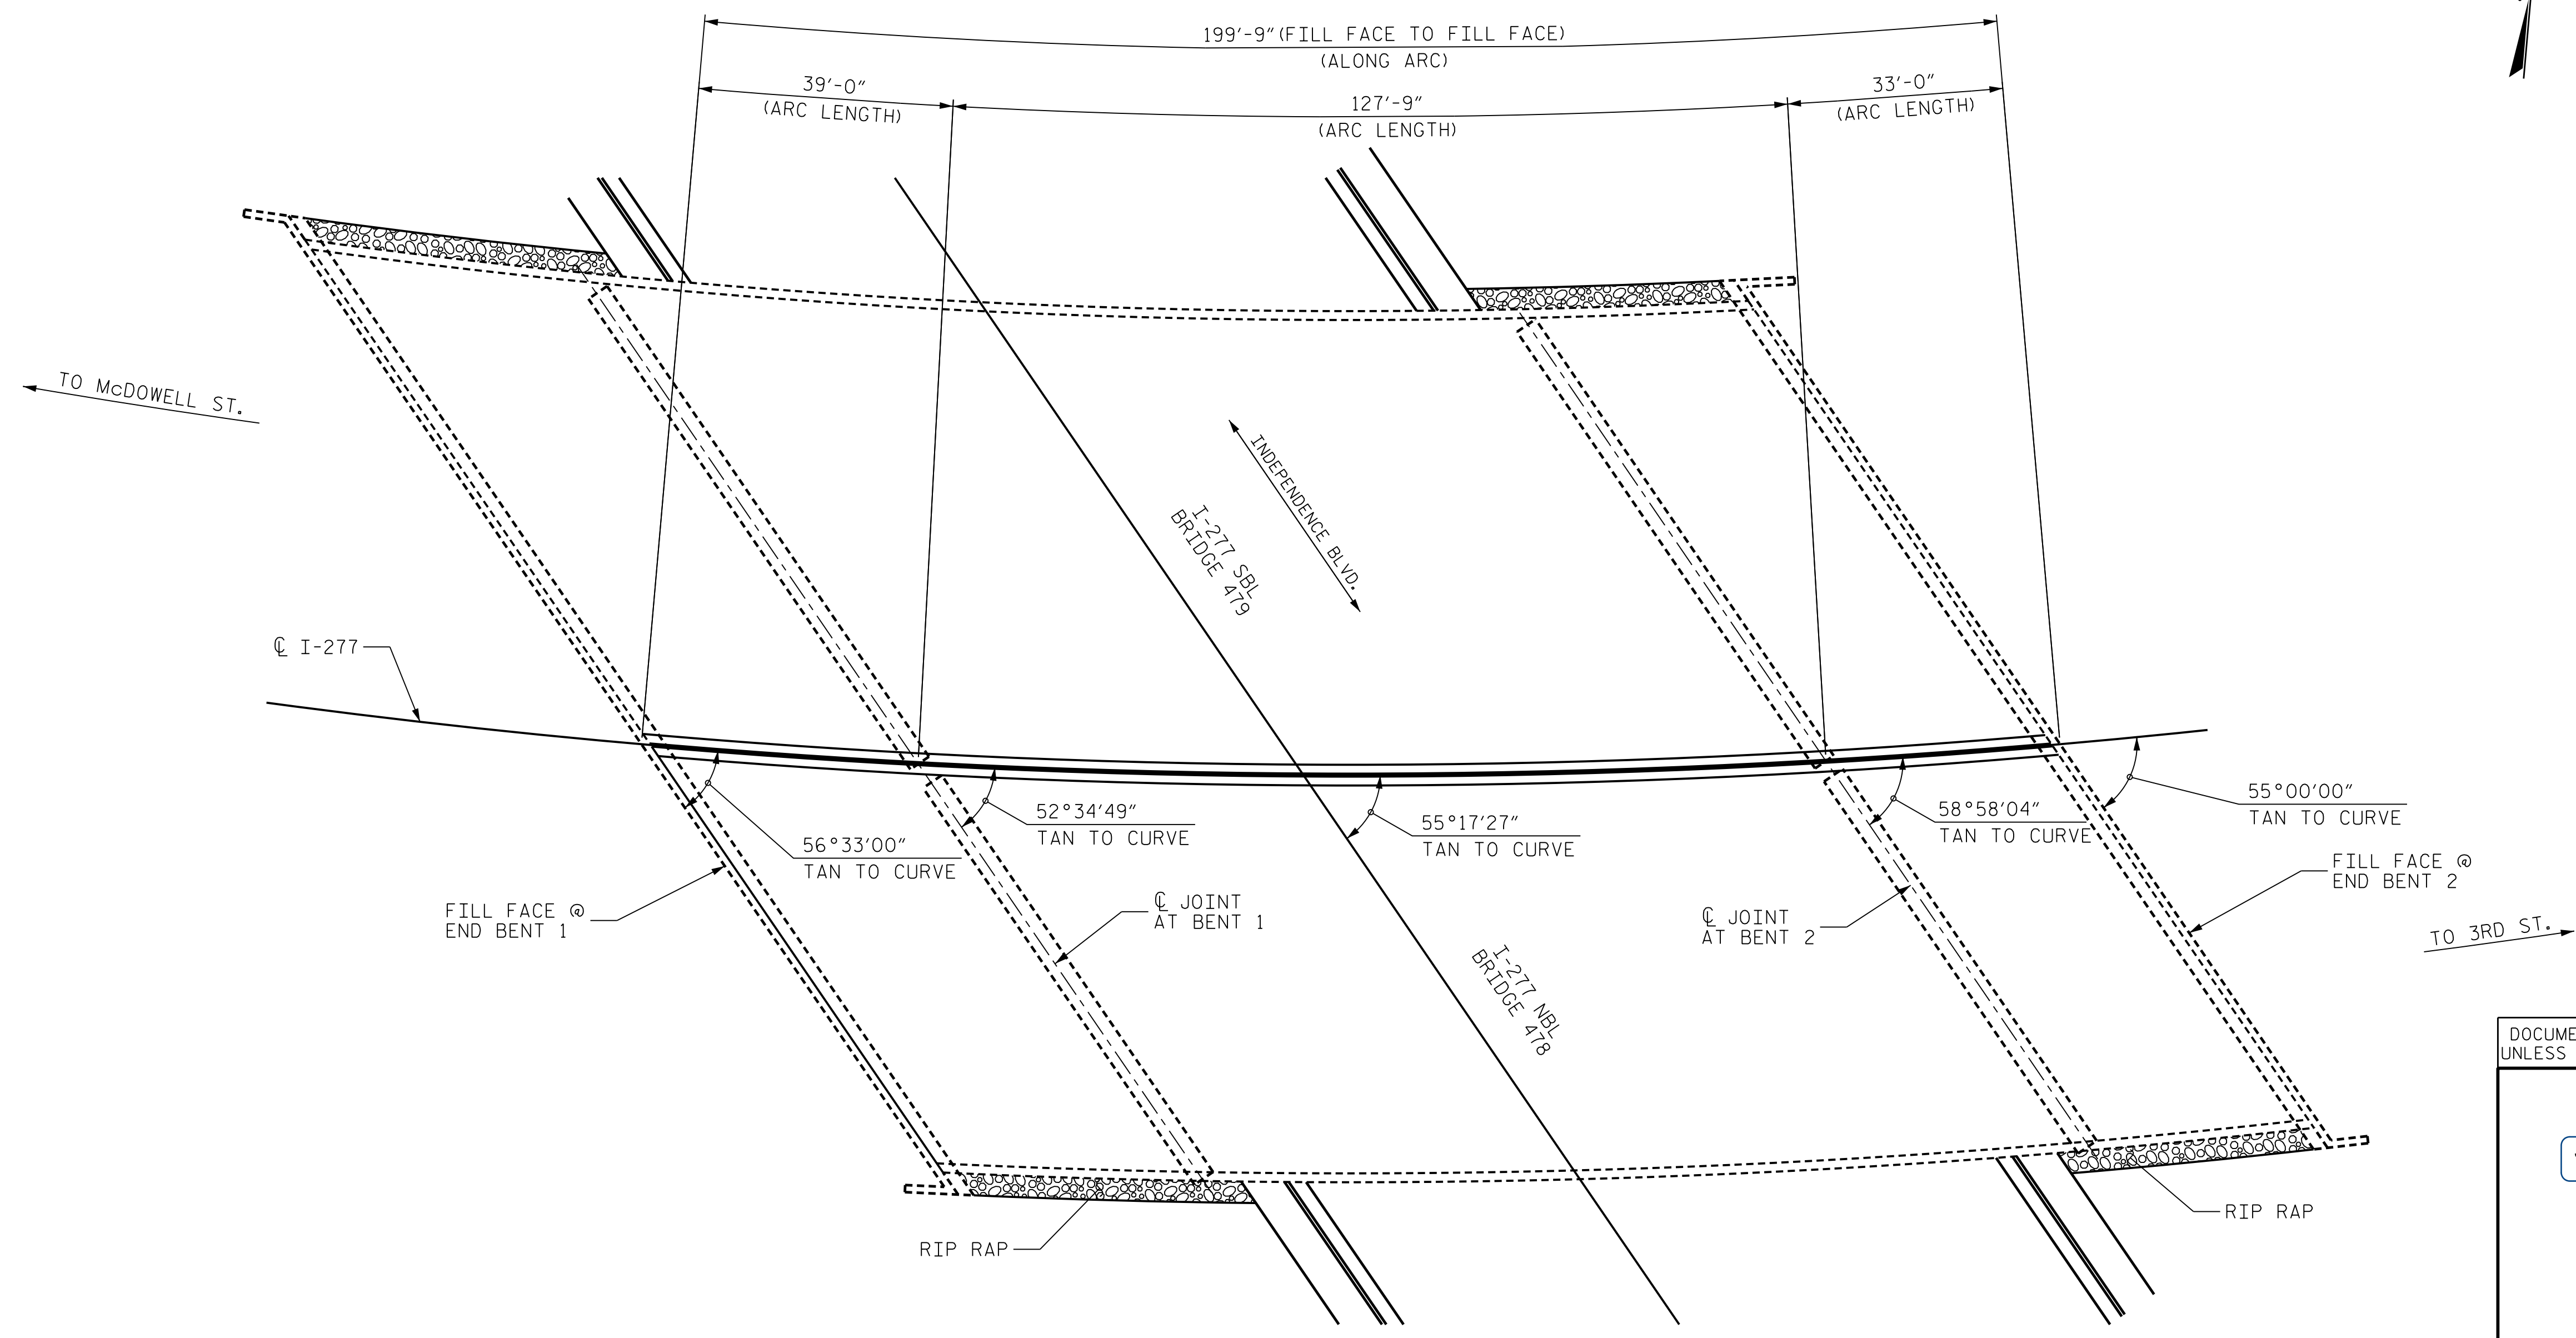 199'-9" (FILL FACE TO FILL FACE)
(ALONG ARC)
39'-0"
(ARC LENGTH)
127'-9"
(ARC LENGTH)
33'-0"
(ARC LENGTH)
TO McDOWELL ST.
INDEPENDENCE BLVD.
I-277 SBL
BRIDGE 479
℄ I-277
56°33'00"
TAN TO CURVE
52°34'49"
TAN TO CURVE
55°17'27"
TAN TO CURVE
58°58'04"
TAN TO CURVE
55°00'00"
TAN TO CURVE
FILL FACE @
END BENT 1
℄ JOINT
AT BENT 1
I-277 NBL
BRIDGE 478
℄ JOINT
AT BENT 2
FILL FACE @
END BENT 2
TO 3RD ST.
RIP RAP
RIP RAP
DOCUME
UNLESS